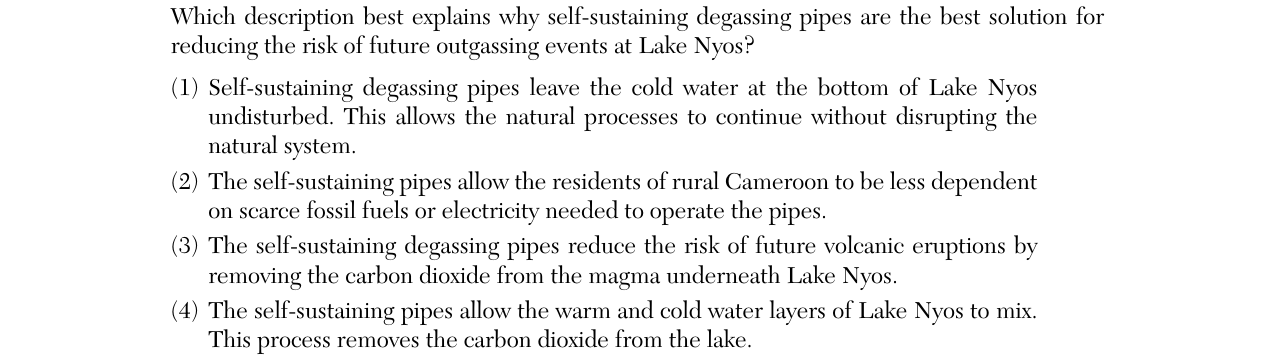 Which description best explains why self-sustaining degassing pipes are the best solution for
reducing the risk of future outgassing events at Lake Nyos?
(1) Self-sustaining degassing pipes leave the cold water at the bottom of Lake Nyos
undisturbed. This allows the natural processes to continue without disrupting the
natural system.
(2) The self-sustaining pipes allow the residents of rural Cameroon to be less dependent
on scarce fossil fuels or electricity needed to operate the pipes.
(3) The self-sustaining degassing pipes reduce the risk of future volcanic eruptions by
removing the carbon dioxide from the magma underneath Lake Nyos.
(4) The self-sustaining pipes allow the warm and cold water layers of Lake Nyos to mix.
This process removes the carbon dioxide from the lake.